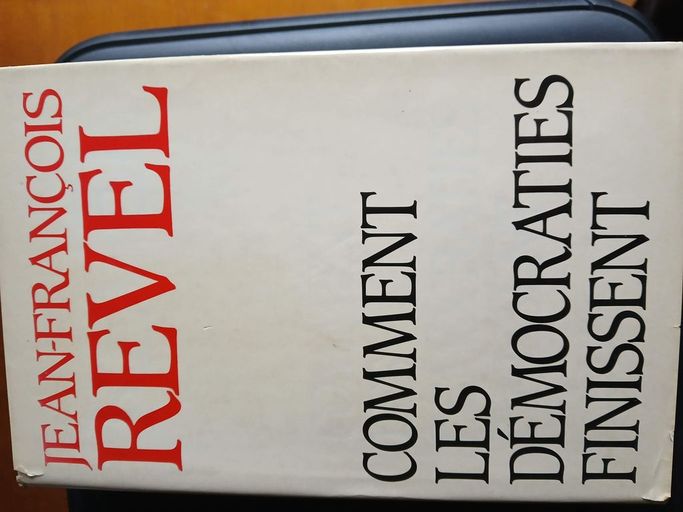 JEAN-FRANÇOIS
REVEL
COMMENT
LES
DÉMOCRATIES
FINISSENT